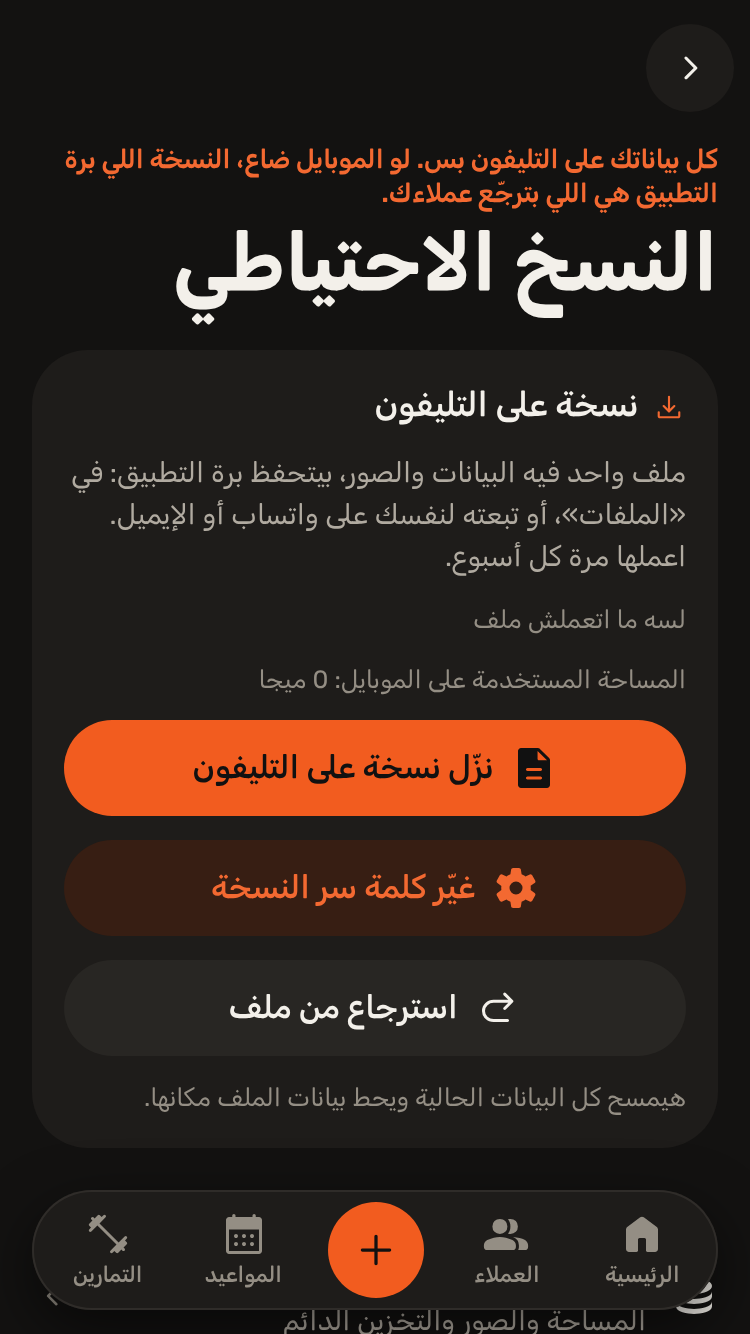 كل بياناتك على التليفون بس. لو الموبايل ضاع، النسخة اللي برة
التطبيق هي اللي بترجّع عملاءك.
النسخ الاحتياطي
نسخة على التليفون
ملف واحد فيه البيانات والصور، بيتحفظ برة التطبيق: في
«الملفات»، أو تبعته لنفسك على واتساب أو الإيميل.
اعملها مرة كل أسبوع.
لسه ما اتعملش ملف
المساحة المستخدمة على الموبايل: 0 ميجا
نزّل نسخة على التليفون
غيّر كلمة سر النسخة
استرجاع من ملف
هيمسح كل البيانات الحالية ويحط بيانات الملف مكانها.
الرئيسية
العملاء
المواعيد
التمارين
المساحة والصور والتخزين الدائم